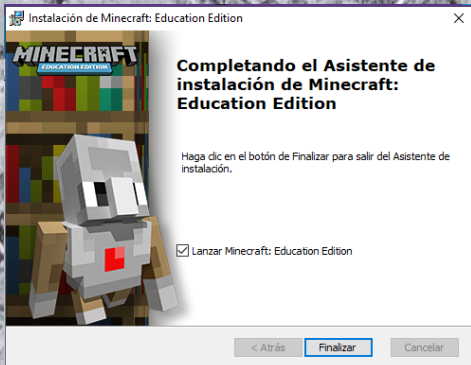 Instalación de Minecraft: Education Edition
MINECRAFT
EDUCATION EDITION
Completando el Asistente de
instalación de Minecraft:
Education Edition
Haga clic en el botón de Finalizar para salir del Asistente de
instalación.
Lanzar Minecraft: Education Edition
< Atrás
Finalizar
Cancelar